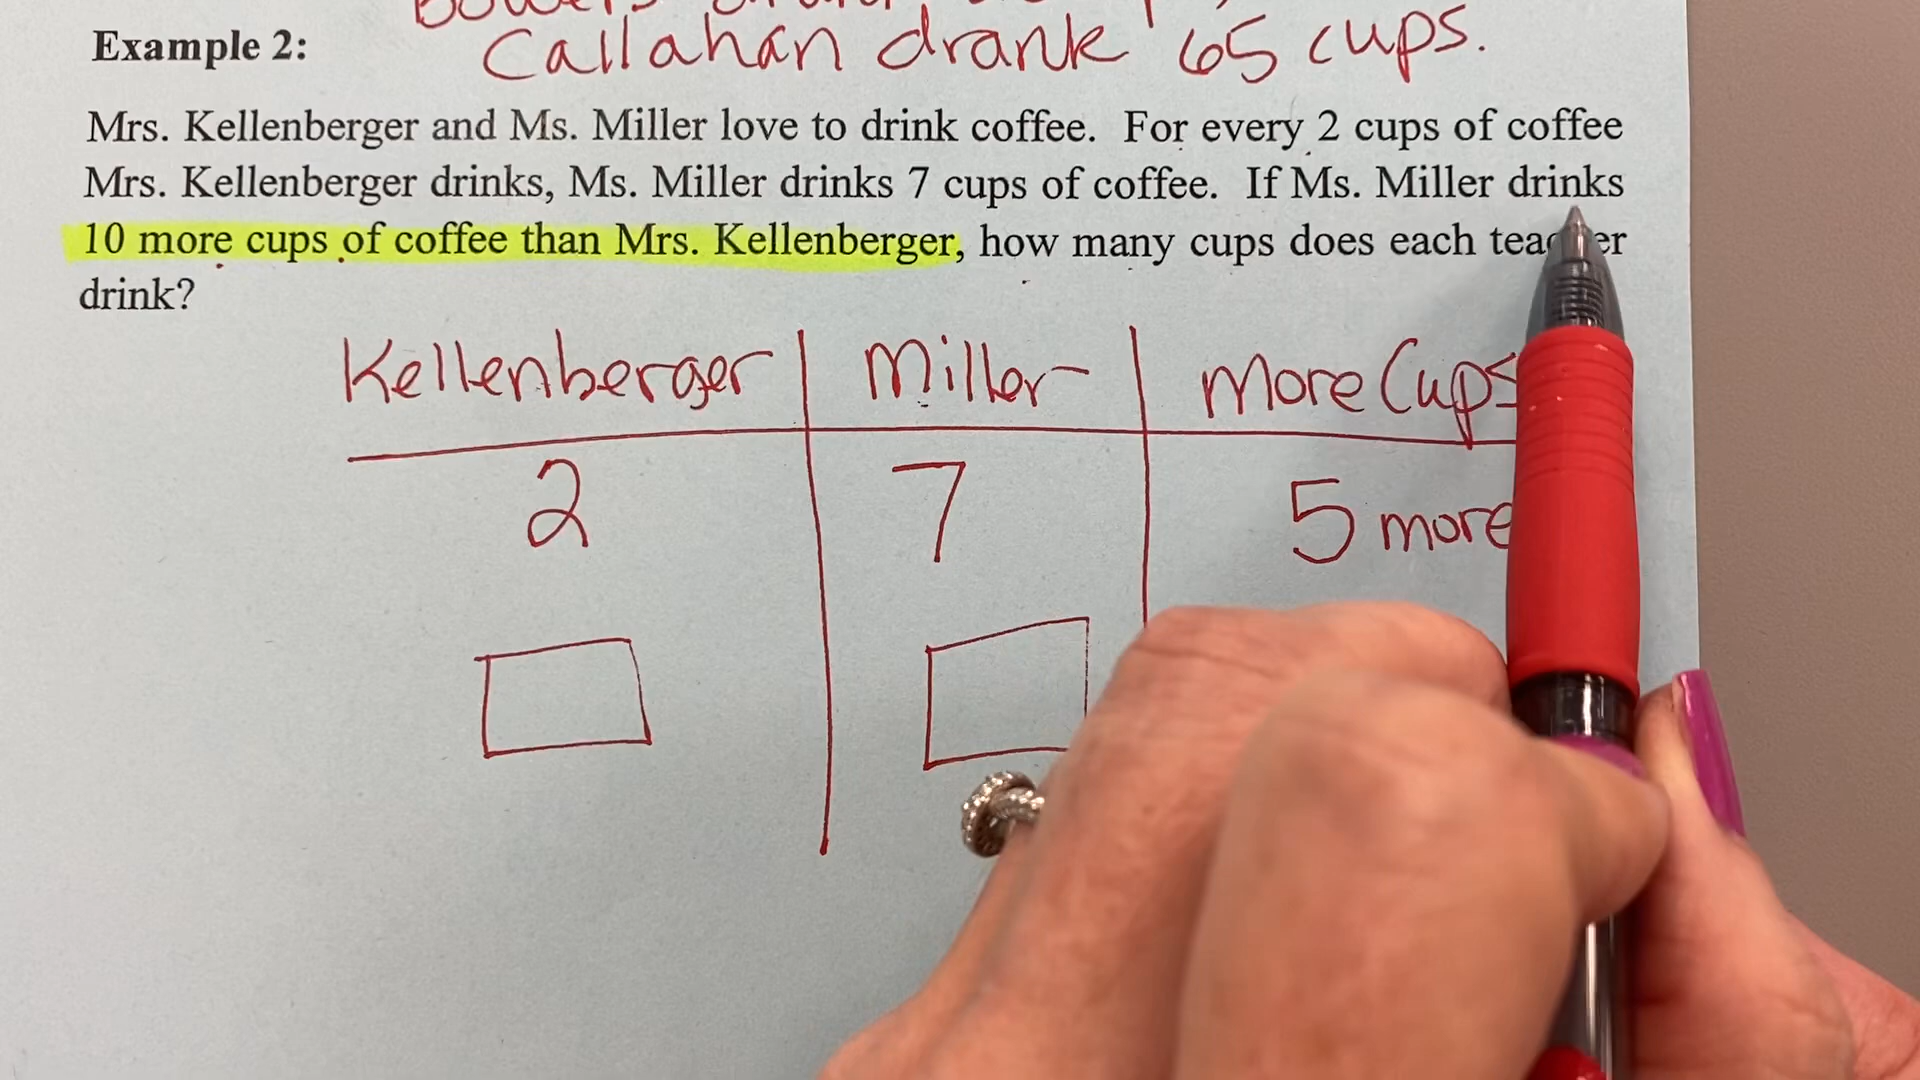 Example 2:
Callahan drank 65 cups.
Mrs. Kellenberger and Ms. Miller love to drink coffee. For every 2 cups of coffee
Mrs. Kellenberger drinks, Ms. Miller drinks 7 cups of coffee. If Ms. Miller drinks
10 more cups of coffee than Mrs. Kellenberger, how many cups does each
drink?
Kellenberger Miller More Cups
2 7 5 more